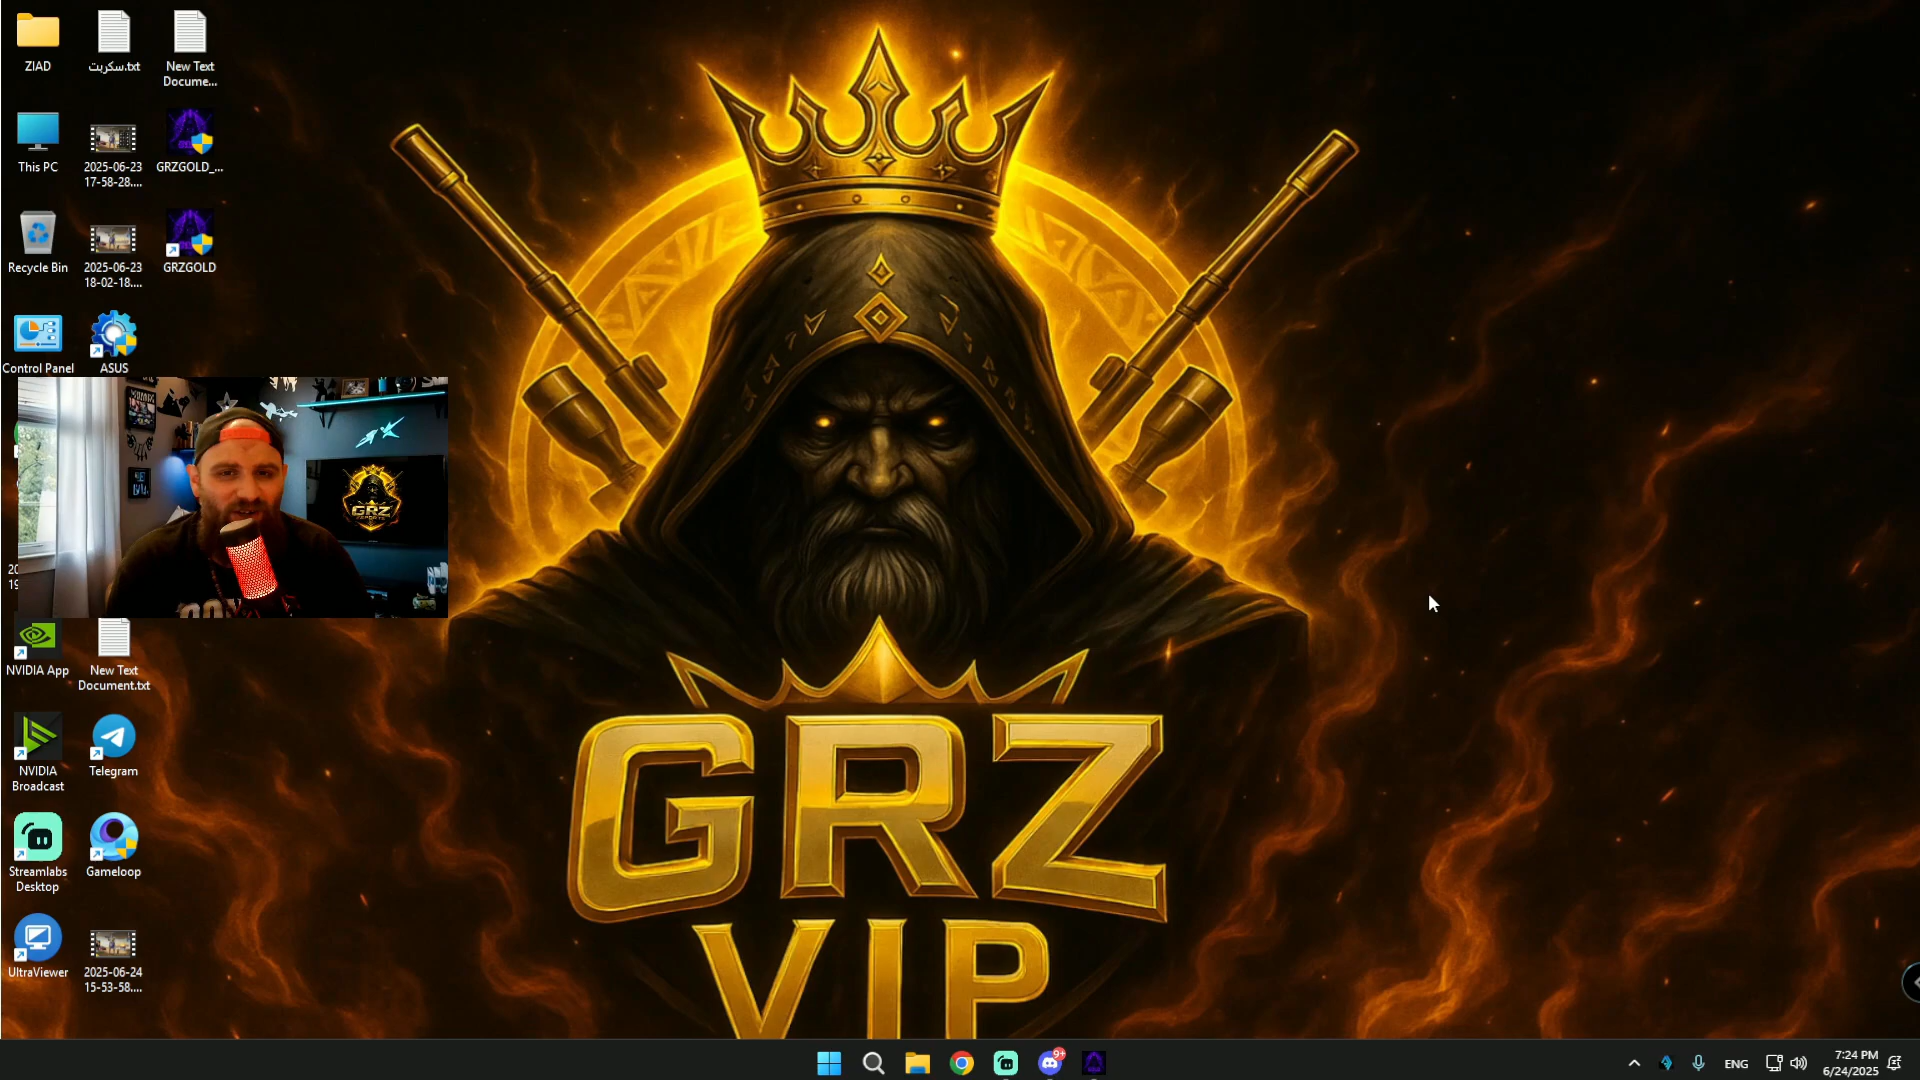 ZIAD
سكريت.txt
New Text
Docume...
This PC
2025-06-23
17-58-28....
GRZGOLD_...
Recycle Bin
2025-06-23
18-02-18....
GRZGOLD
Control Panel
ASUS
GRZ
NVIDIA App
New Text
Document.txt
NVIDIA
Broadcast
Telegram
Streamlabs
Desktop
Gameloop
UltraViewer
2025-06-24
15-53-58....
GRZ
VIP
9+
ENG
7:24 PM
6/24/2025